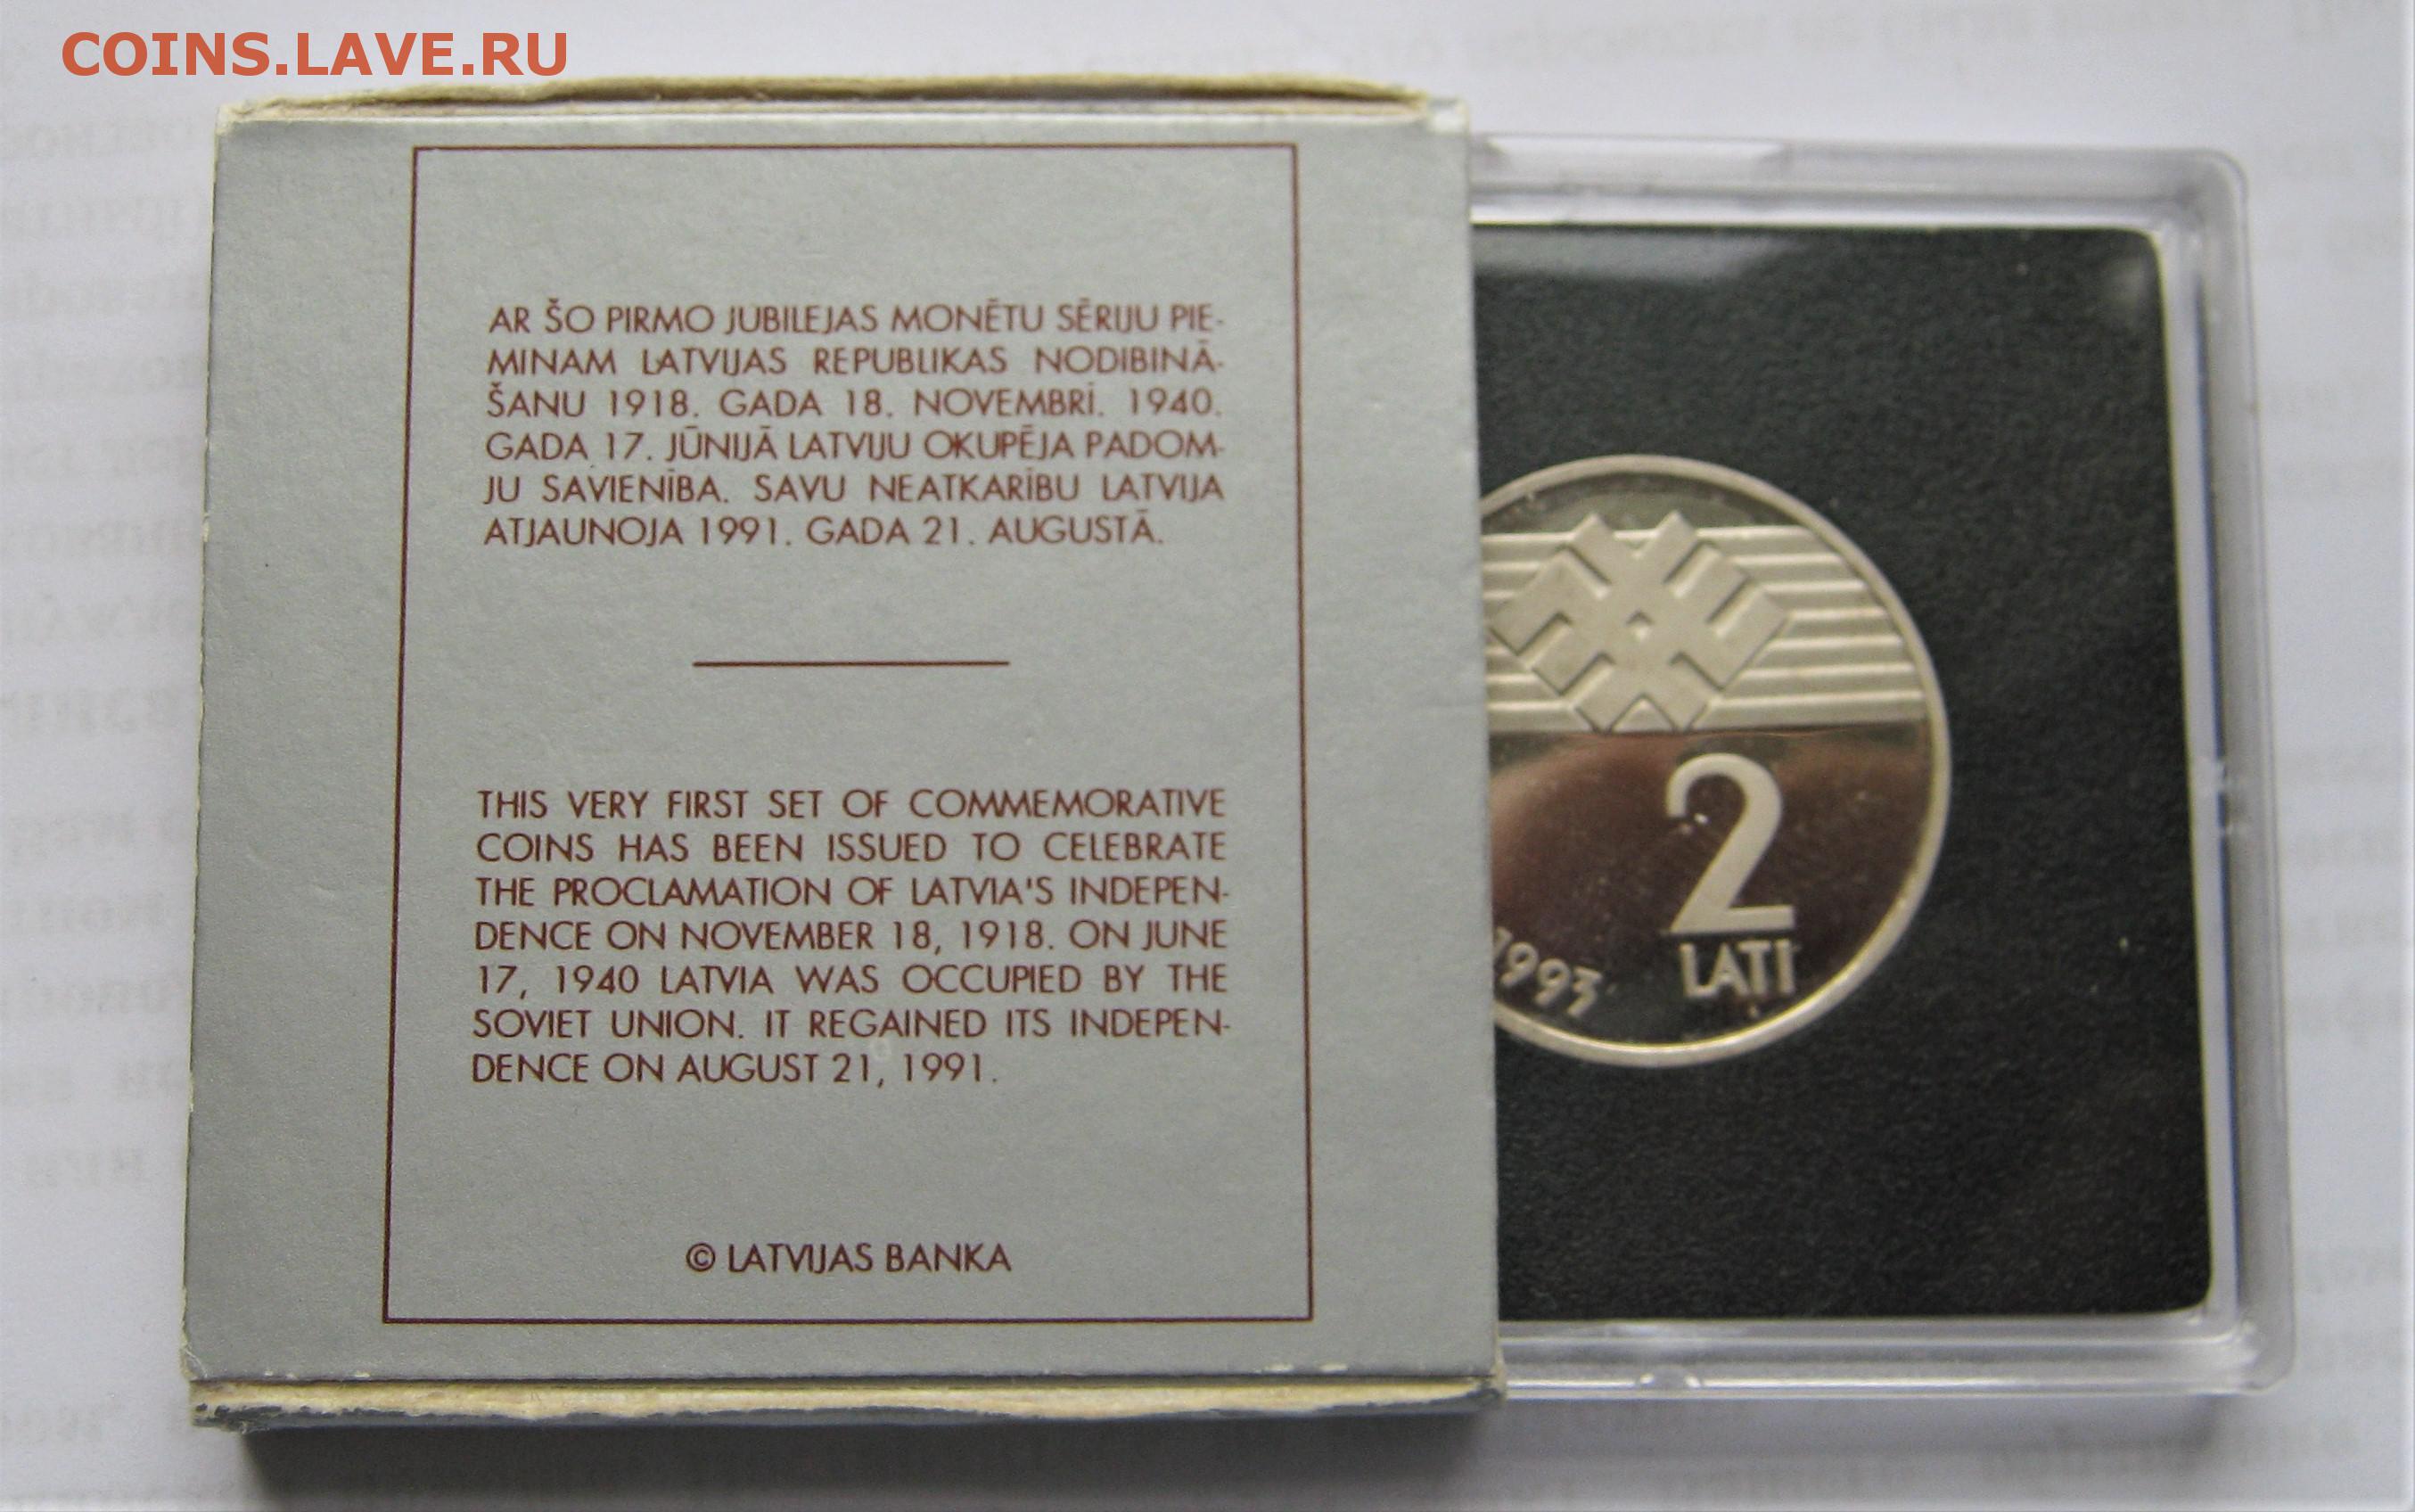 COINS.LAVE.RU
AR ŠO PIRMO JUBILEJAS MONĒTU SĒRIJU PIE-
MINAM LATVIJAS REPUBLIKAS NODIBINĀ-
ŠANU 1918. GADA 18. NOVEMBRĪ. 1940.
GADA 17. JŪNIJĀ LATVIJU OKUPĒJA PADOM-
JU SAVIENĪBA. SAVU NEATKARĪBU LATVIJA
ATJAUNOJA 1991. GADA 21. AUGUSTĀ.
THIS VERY FIRST SET OF COMMEMORATIVE
COINS HAS BEEN ISSUED TO CELEBRATE
THE PROCLAMATION OF LATVIA'S INDEPEN-
DENCE ON NOVEMBER 18, 1918. ON JUNE
17, 1940 LATVIA WAS OCCUPIED BY THE
SOVIET UNION. IT REGAINED ITS INDEPEN-
DENCE ON AUGUST 21, 1991.
© LATVIJAS BANKA
2
LATI
1993